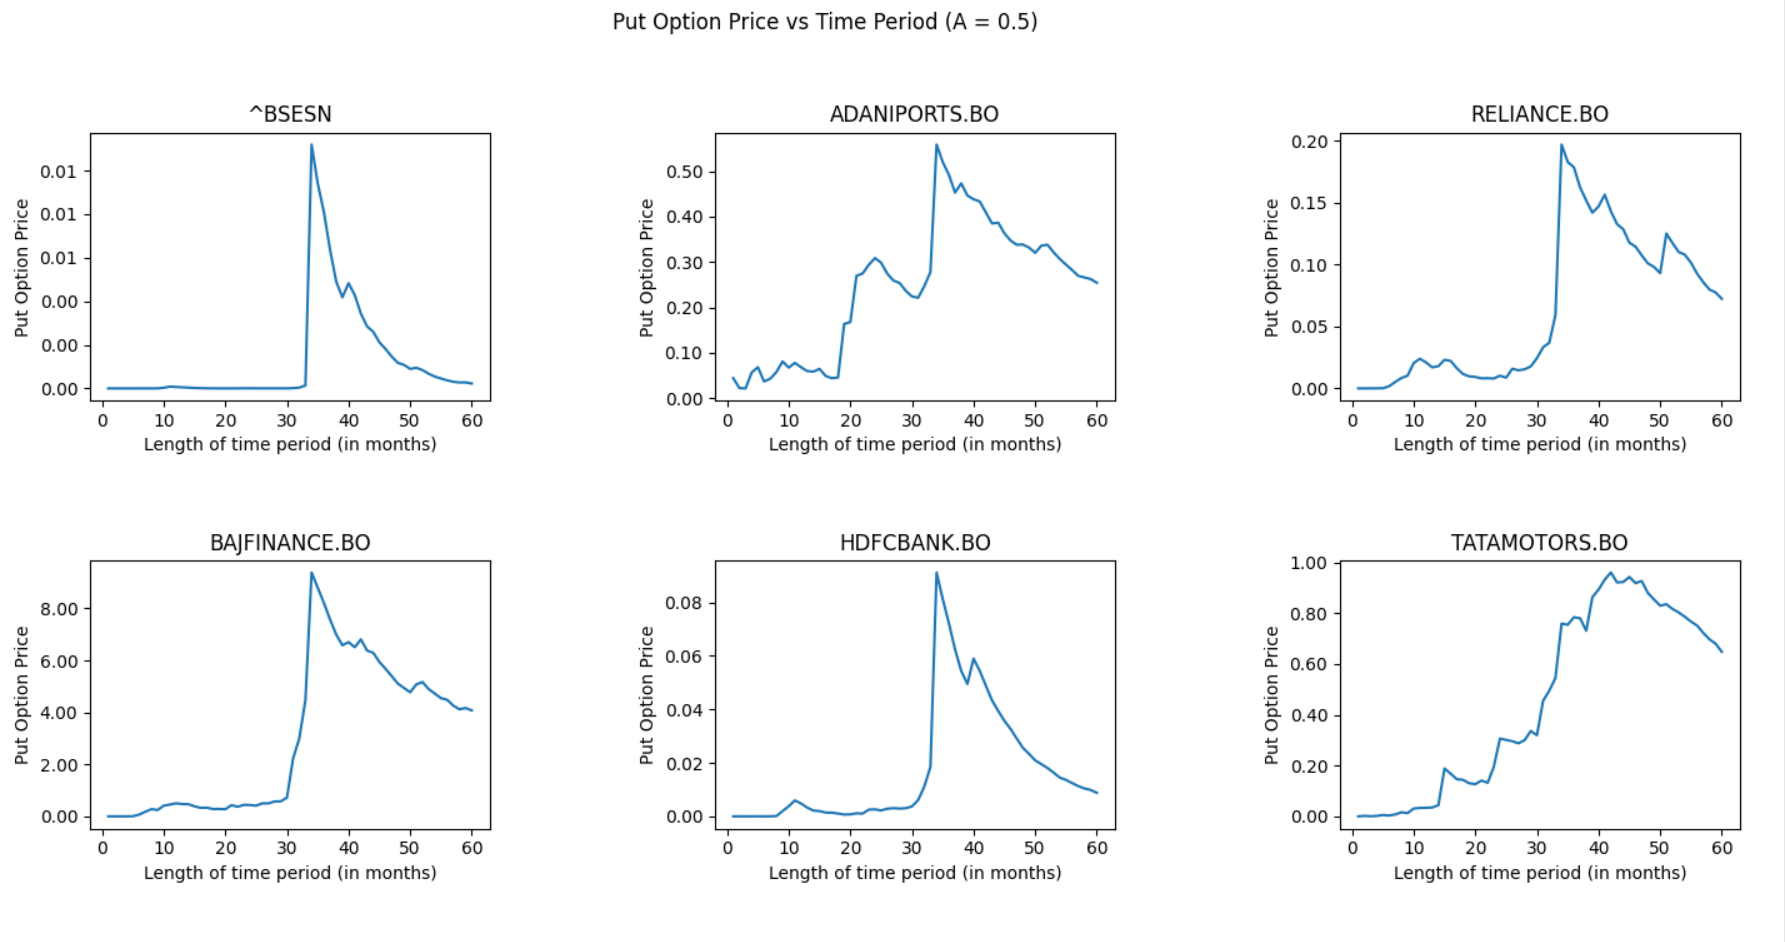 Put Option Price vs Time Period (A = 0.5)
^BSESN
Put Option Price
0.01
0.01
0.01
0.00
0.00
0.00
0 10 20 30 40 50 60
Length of time period (in months)
ADANIPORTS.BO
Put Option Price
0.50
0.40
0.30
0.20
0.10
0.00
0 10 20 30 40 50 60
Length of time period (in months)
RELIANCE.BO
Put Option Price
0.20
0.15
0.10
0.05
0.00
0 10 20 30 40 50 60
Length of time period (in months)
BAJFINANCE.BO
Put Option Price
8.00
6.00
4.00
2.00
0.00
0 10 20 30 40 50 60
Length of time period (in months)
HDFCBANK.BO
Put Option Price
0.08
0.06
0.04
0.02
0.00
0 10 20 30 40 50 60
Length of time period (in months)
TATAMOTORS.BO
Put Option Price
1.00
0.80
0.60
0.40
0.20
0.00
0 10 20 30 40 50 60
Length of time period (in months)